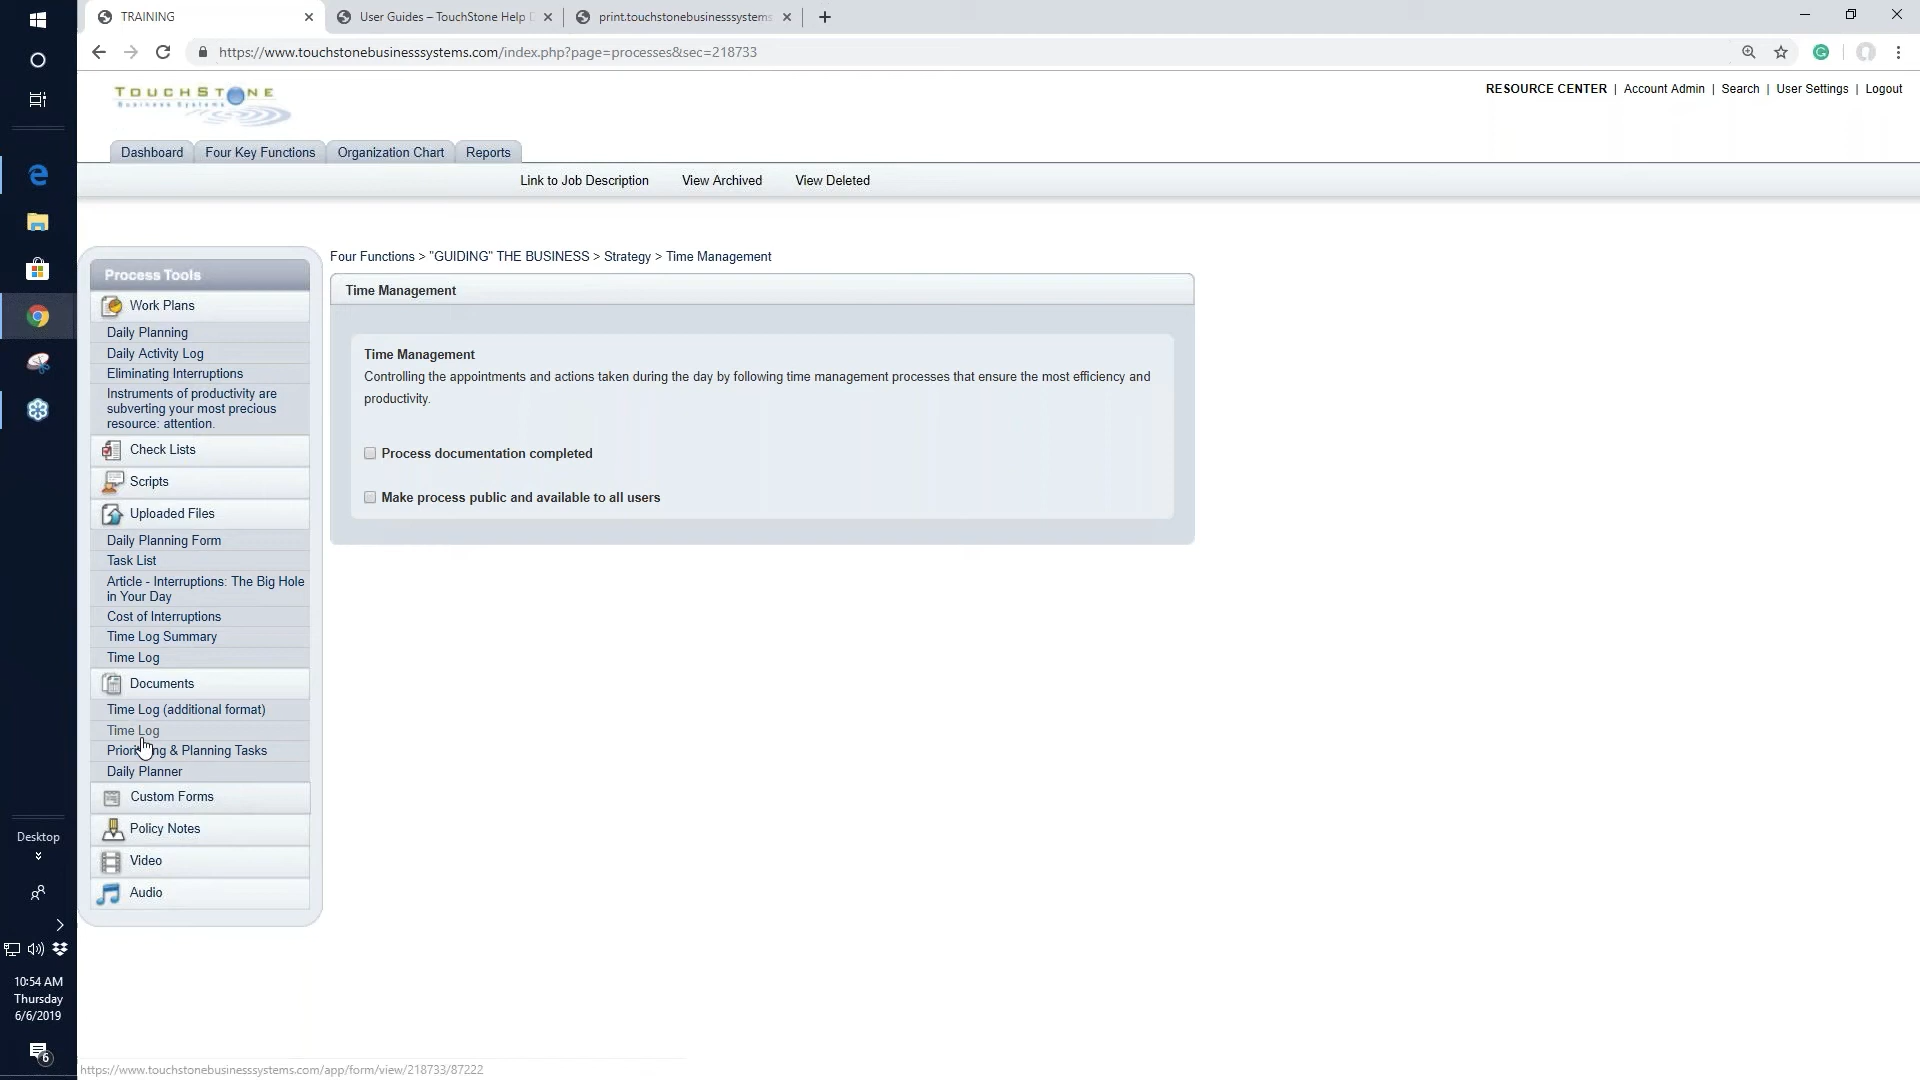 TRAINING
User Guides – TouchStone Help
print.touchstonebusinesssystems
https://www.touchstonebusinesssystems.com/index.php?page=processes&sec=218733
TOUCHSTONE
Business Systems
RESOURCE CENTER | Account Admin | Search | User Settings | Logout
Dashboard Four Key Functions Organization Chart Reports
Link to Job Description View Archived View Deleted
Four Functions > "GUIDING" THE BUSINESS > Strategy > Time Management
Process Tools
Work Plans
Daily Planning
Daily Activity Log
Eliminating Interruptions
Instruments of productivity are
subverting your most precious
resource: attention.
Check Lists
Scripts
Uploaded Files
Daily Planning Form
Task List
Article - Interruptions: The Big Hole
in Your Day
Cost of Interruptions
Time Log Summary
Time Log
Documents
Time Log (additional format)
Time Log
& Planning Tasks
Daily Planner
Custom Forms
Policy Notes
Video
Audio
Time Management
Time Management
Controlling the appointments and actions taken during the day by following time management processes that ensure the most efficiency and
productivity.
Process documentation completed
Make process public and available to all users
Desktop
10:54 AM
Thursday
6/6/2019
6
https://www.touchstonebusinesssystems.com/app/form/view/218733/87222